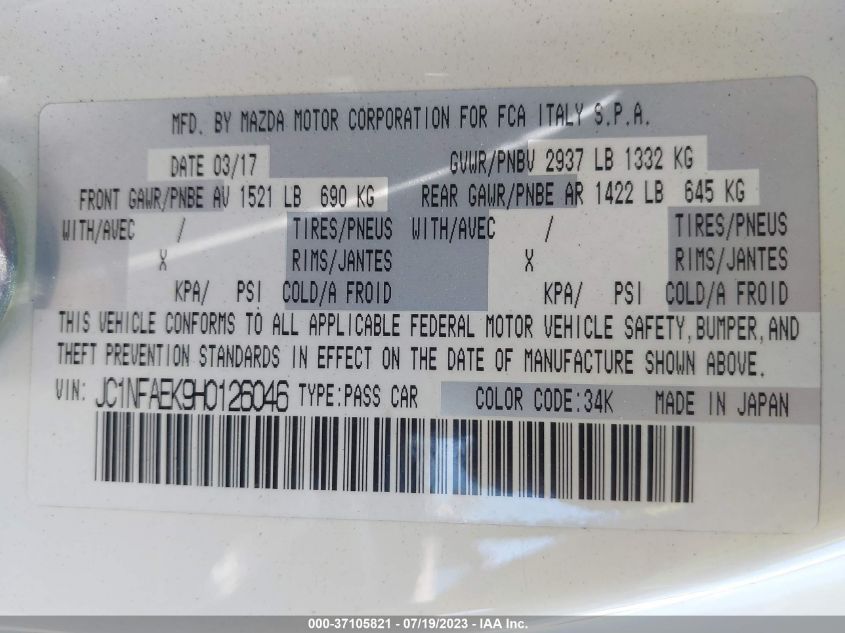 MFD. BY MAZDA MOTOR CORPORATION FOR FCA ITALY S.P.A.
DATE 03/17 GVWR/PNBV 2937 LB 1332 KG
FRONT GAWR/PNBE AV 1521 LB 690 KG REAR GAWR/PNBE AR 1422 LB 645 KG
WITH/AVEC / TIRES/PNEUS WITH/AVEC / TIRES/PNEUS
X RIMS/JANTES X RIMS/JANTES
KPA/ PSI COLD/A FROID KPA/ PSI COLD/A FROID
THIS VEHICLE CONFORMS TO ALL APPLICABLE FEDERAL MOTOR VEHICLE SAFETY, BUMPER, AND
THEFT PREVENTION STANDARDS IN EFFECT ON THE DATE OF MANUFACTURE SHOWN ABOVE.
VIN: JC1NFAEK9H0126046 TYPE:PASS CAR COLOR CODE:34K MADE IN JAPAN
000-37105821 - 07/19/2023 - IAA Inc.